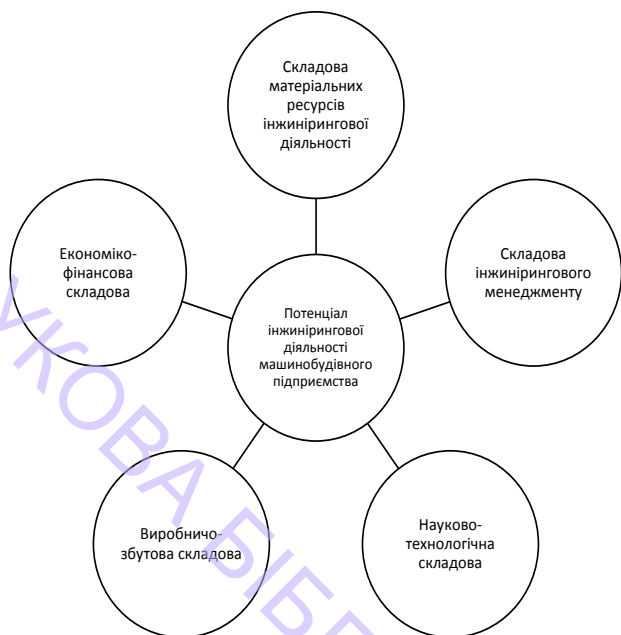 Складова
матеріальних
ресурсів
інжинірингової
діяльності
Економіко-
фінансова
складова
Складова
інжинірингового
менеджменту
Потенціал
інжинірингової
діяльності
машинобудівного
підприємства
Виробничо-
збутова складова
Науково-
технологічна
складова